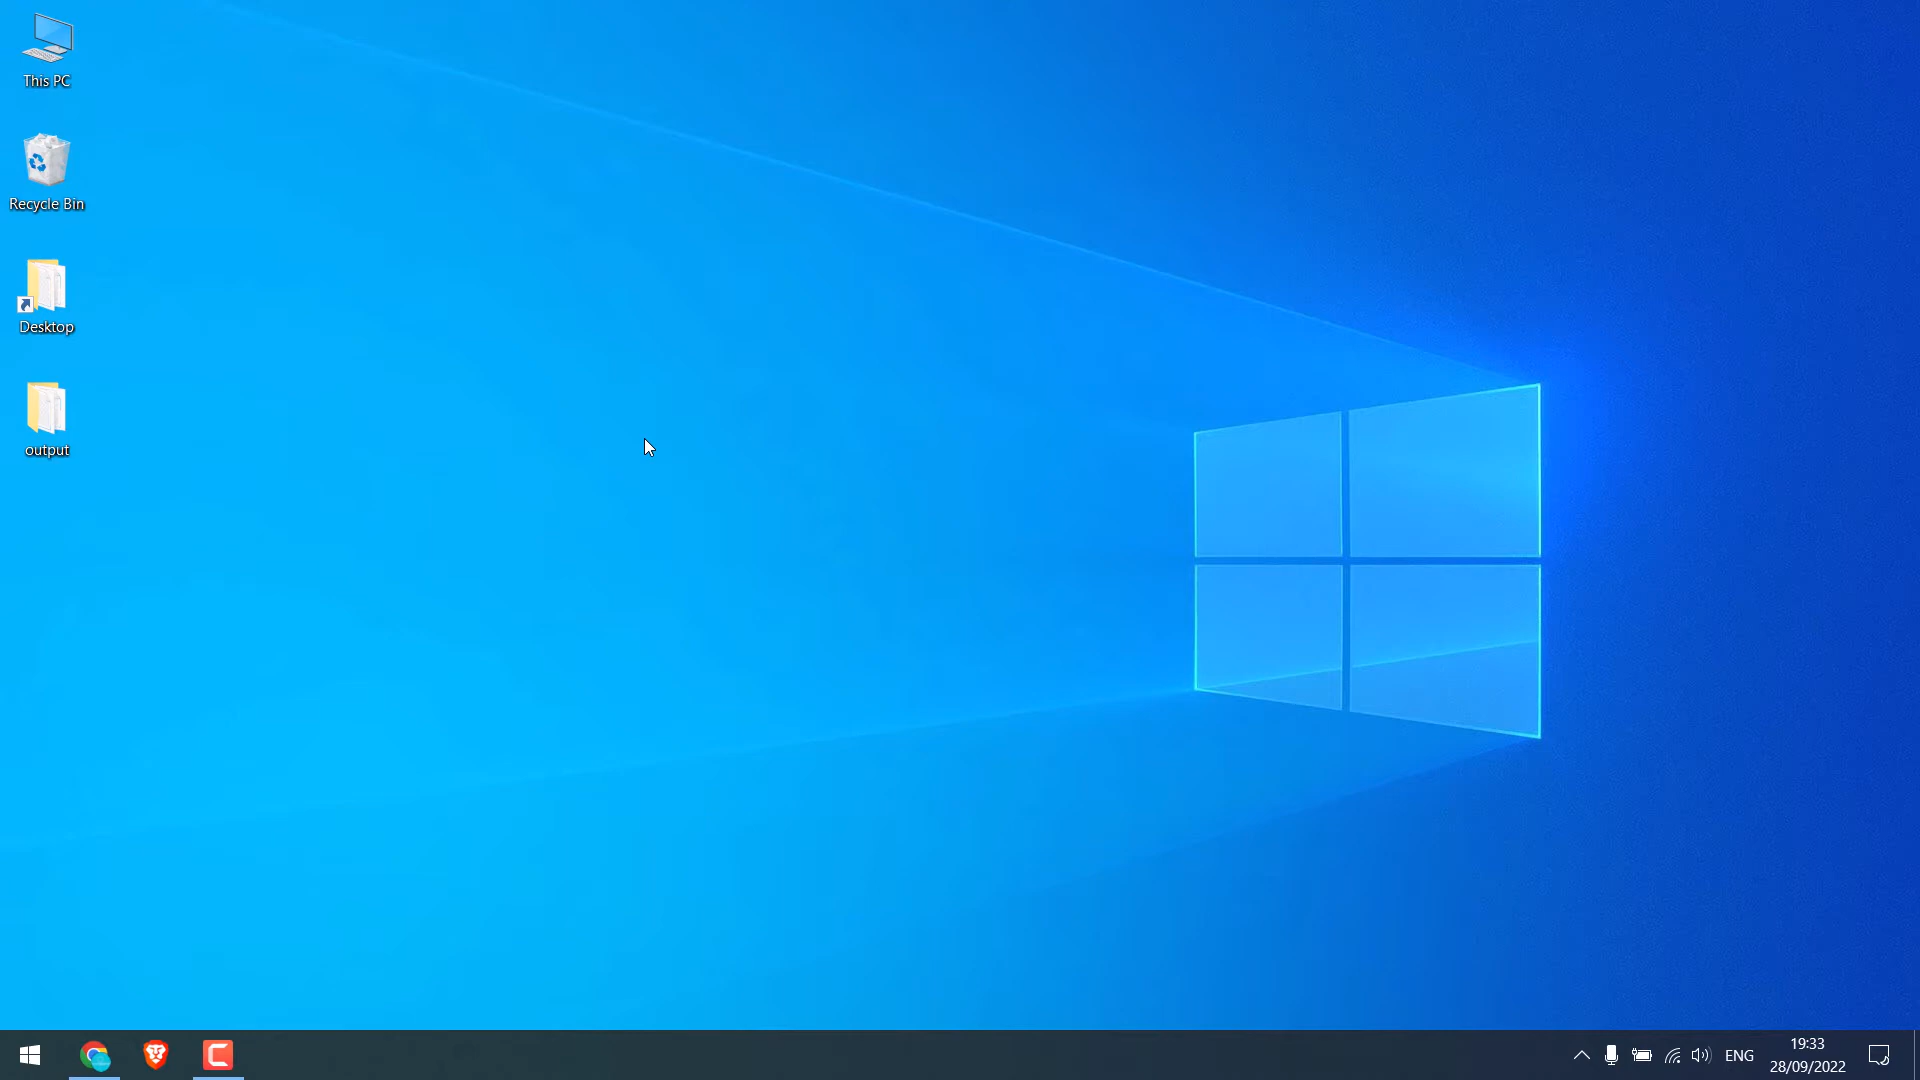 This PC
Recycle Bin
Desktop
output
ENG
19:33
28/09/2022